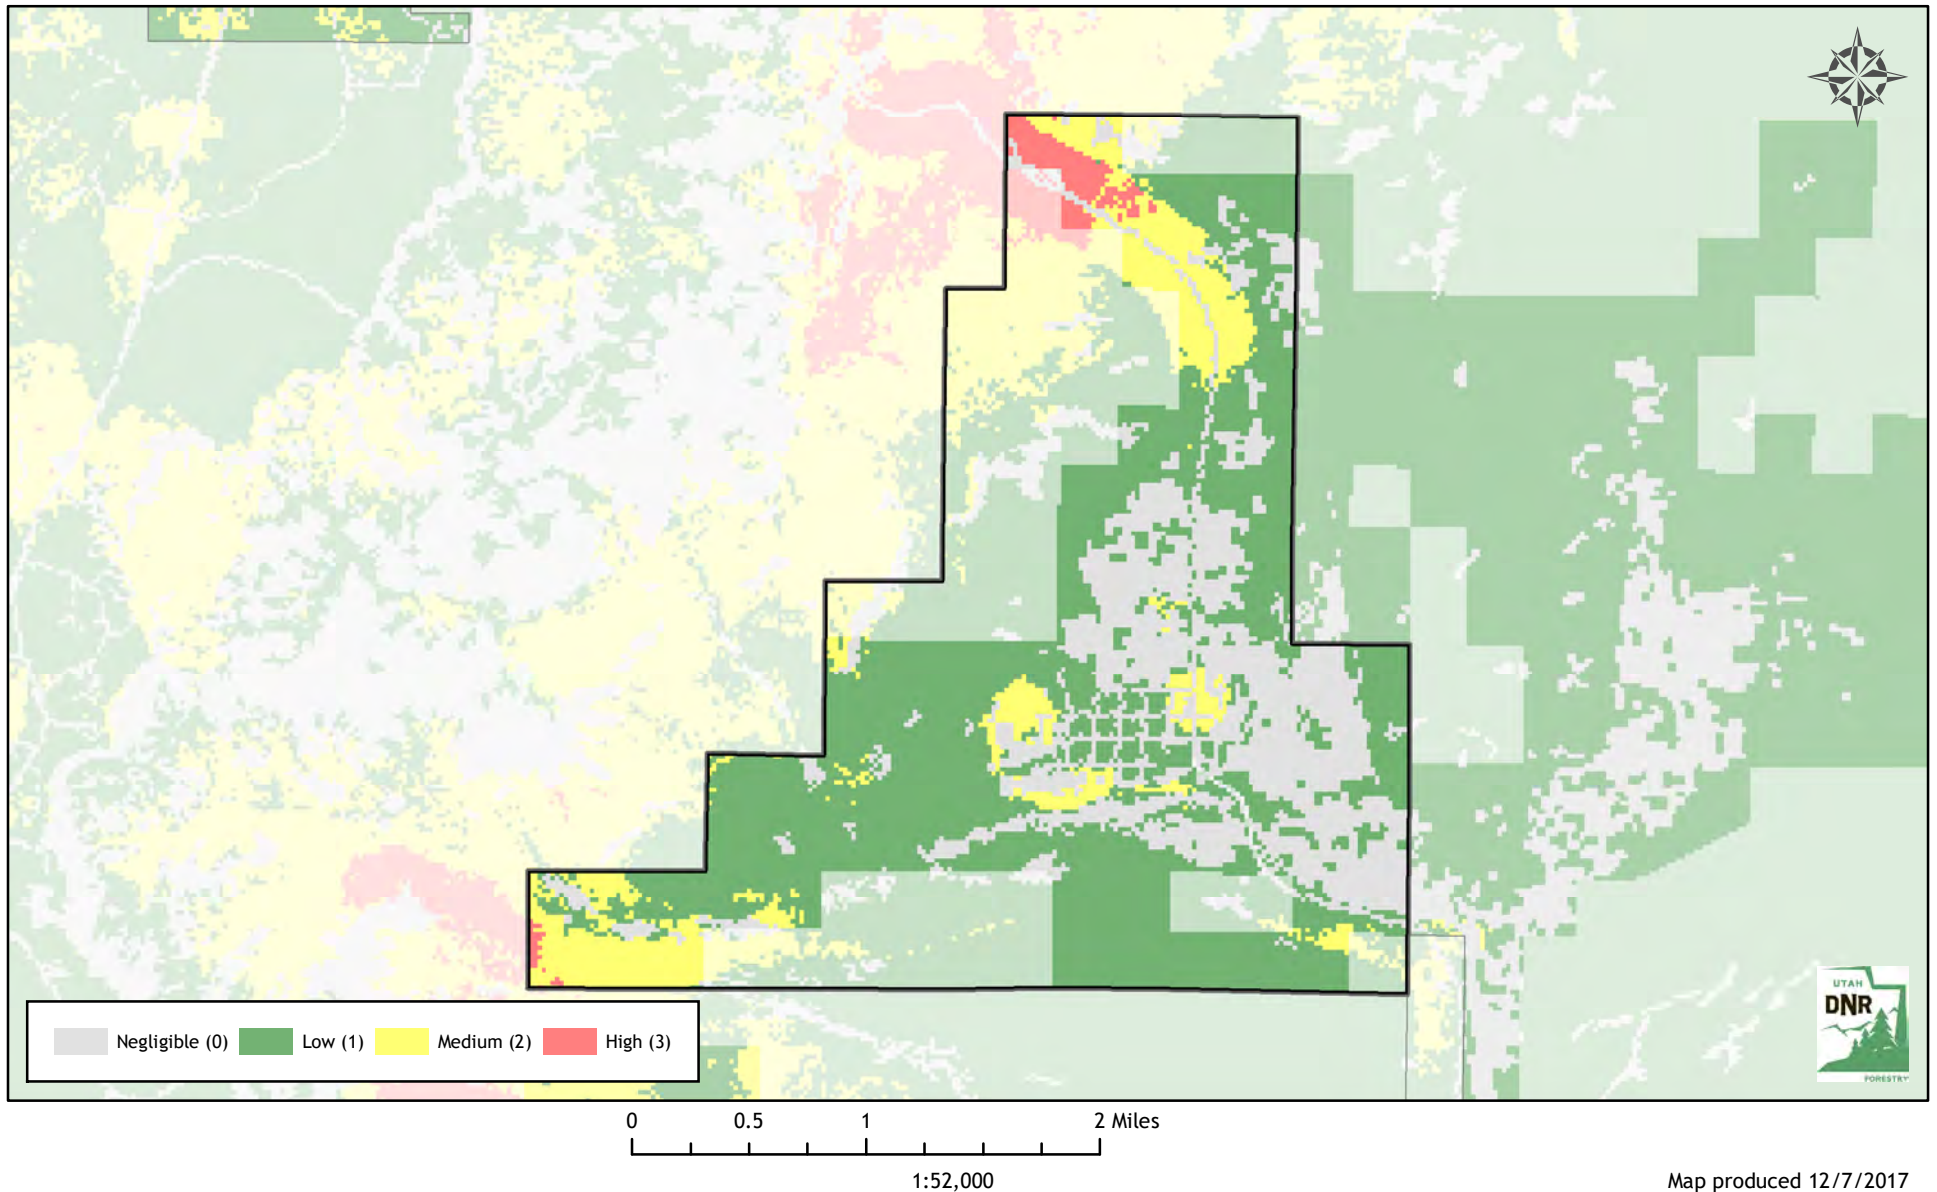 UTAH
DNR
FORESTRY
Negligible (0) Low (1) Medium (2) High (3)
0 0.5 1 2 Miles
1:52,000
Map produced 12/7/2017